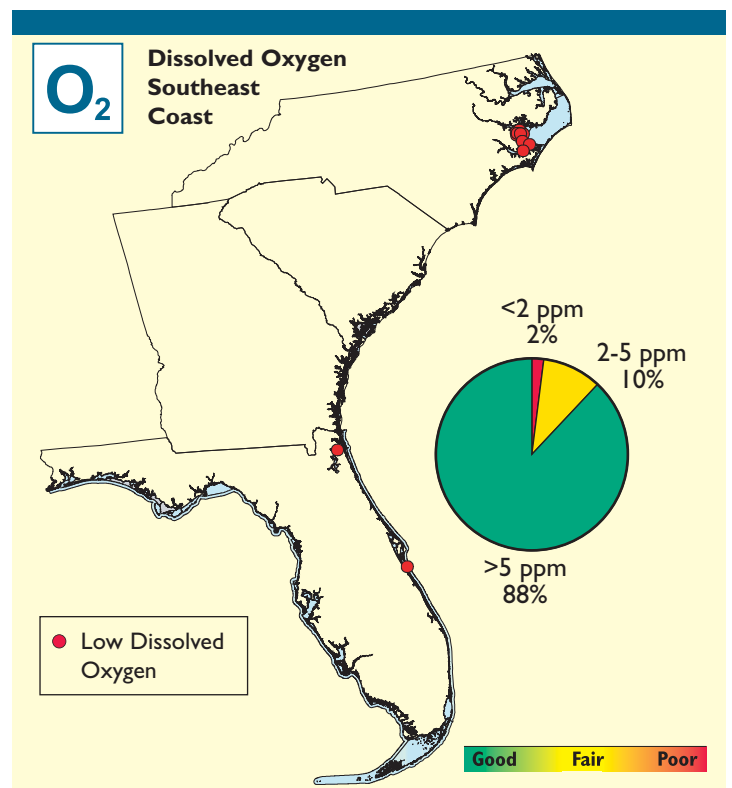 O2
Dissolved Oxygen
Southeast
Coast
<2 ppm
2%
2-5 ppm
10%
>5 ppm
88%
Low Dissolved
Oxygen
Good Fair Poor